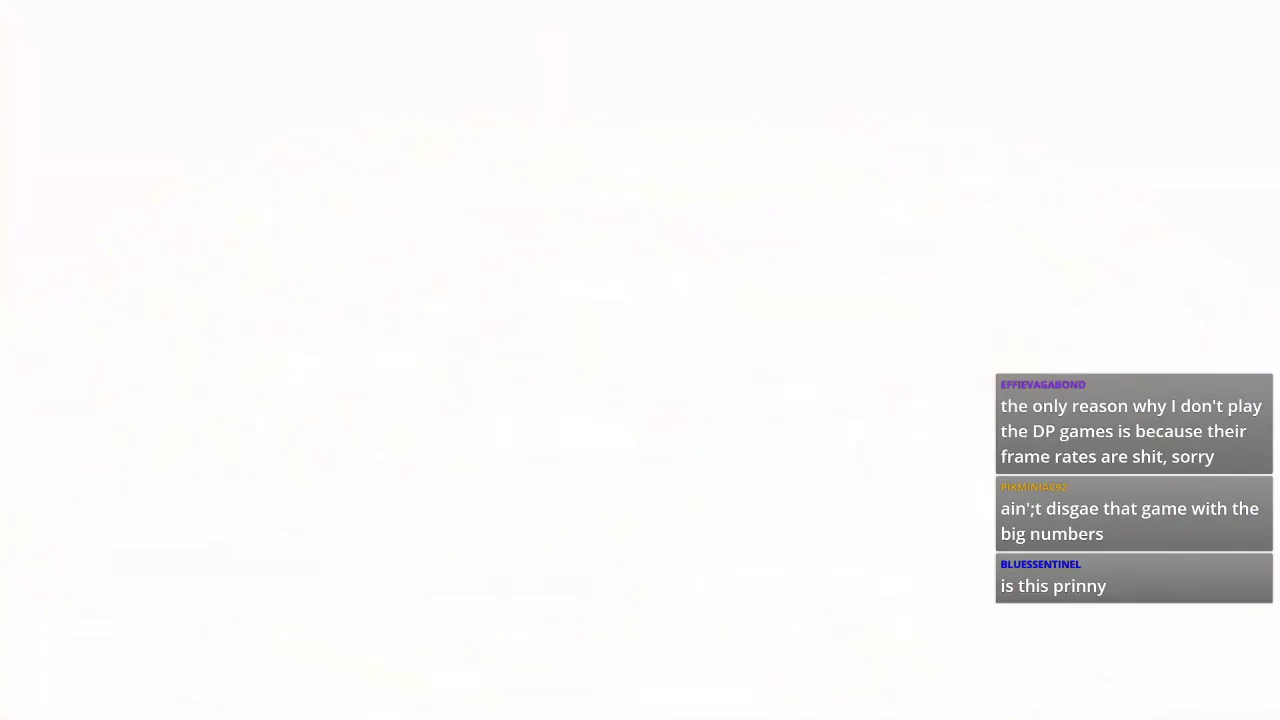 EFFIEVAGABOND
the only reason why I don't play
the DP games is because their
frame rates are shit, sorry
PIKMINIAC92
ain';t disgae that game with the
big numbers
BLUESSENTINEL
is this prinny